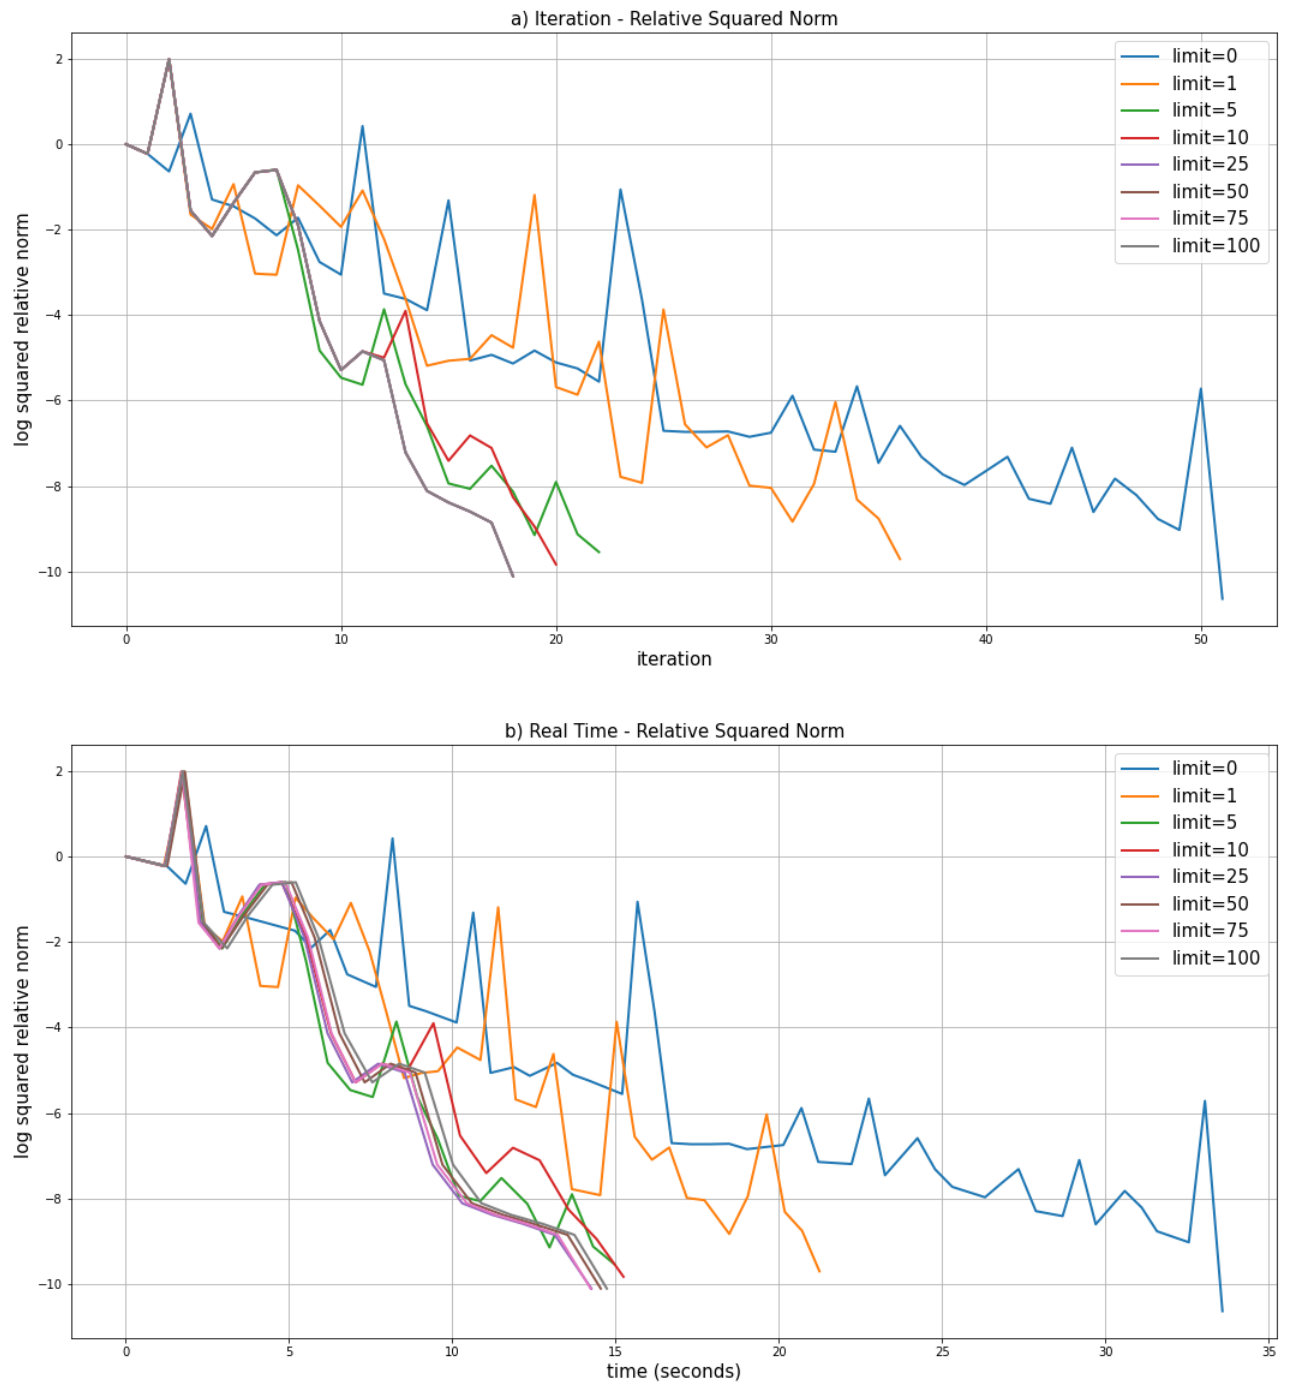 a) Iteration - Relative Squared Norm
log squared relative norm
2
0
−2
−4
−6
−8
−10
limit=0
limit=1
limit=5
limit=10
limit=25
limit=50
limit=75
limit=100
0 10 20 30 40 50
iteration
b) Real Time - Relative Squared Norm
log squared relative norm
2
0
−2
−4
−6
−8
−10
limit=0
limit=1
limit=5
limit=10
limit=25
limit=50
limit=75
limit=100
0 5 10 15 20 25 30 35
time (seconds)